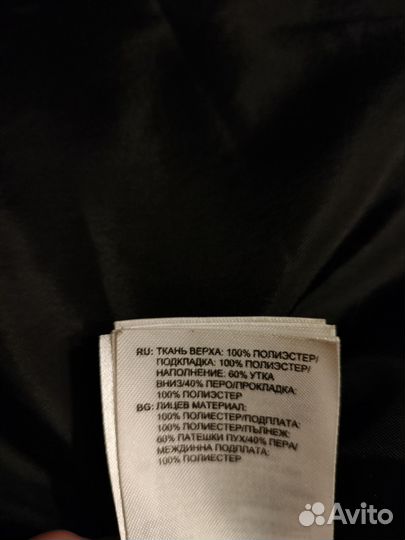 RU: ТКАНЬ ВЕРХА: 100% ПОЛИЭСТЕР/
ПОДКЛАДКА: 100% ПОЛИЭСТЕР/
НАПОЛНЕНИЕ: 60% УТКА
ВНИЗ/40% ПЕРО/ПРОКЛАДКА:
100% ПОЛИЭСТЕР
BG: ЛИЦЕВ МАТЕРИАЛ:
100% ПОЛИЕСТЕР/ПОДПЛАТА:
100% ПОЛИЕСТЕР/ПЪЛНЕЖ:
60% ПАТЕШКИ ПУХ/40% ПЕРА/
МЕЖДИННА ПОДПЛАТА:
100% ПОЛИЕСТЕР
Avito